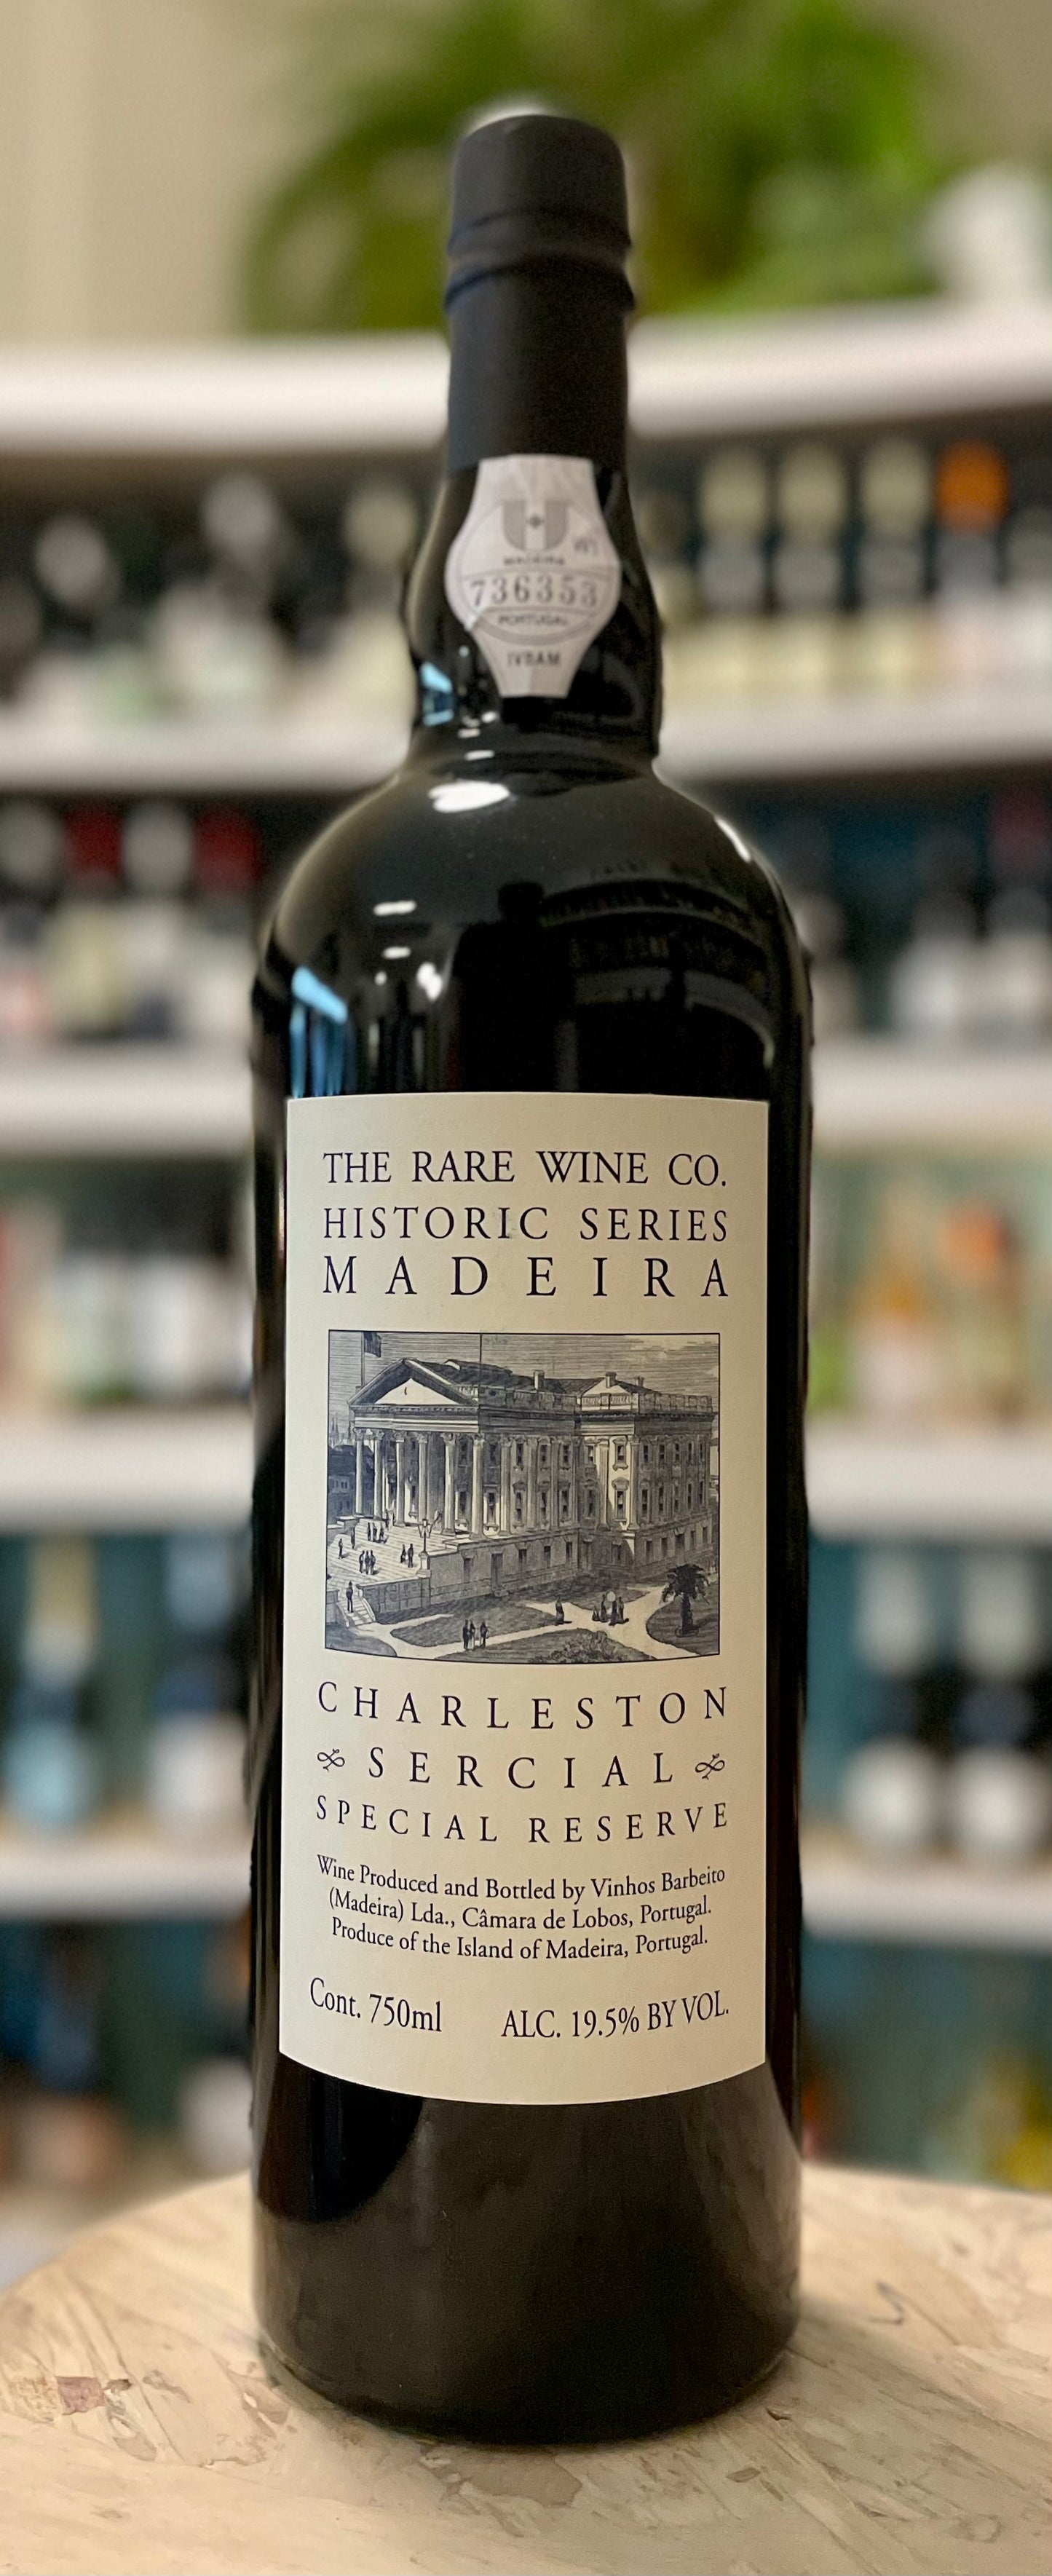 MADEIRA
736353
PORTUGAL
IVBAM
THE RARE WINE CO.
HISTORIC SERIES
MADEIRA
CHARLESTON
SERCIAL
SPECIAL RESERVE
Wine Produced and Bottled by Vinhos Barbeito
(Madeira) Lda., Câmara de Lobos, Portugal.
Produce of the Island of Madeira, Portugal.
Cont. 750ml ALC. 19.5% BY VOL.